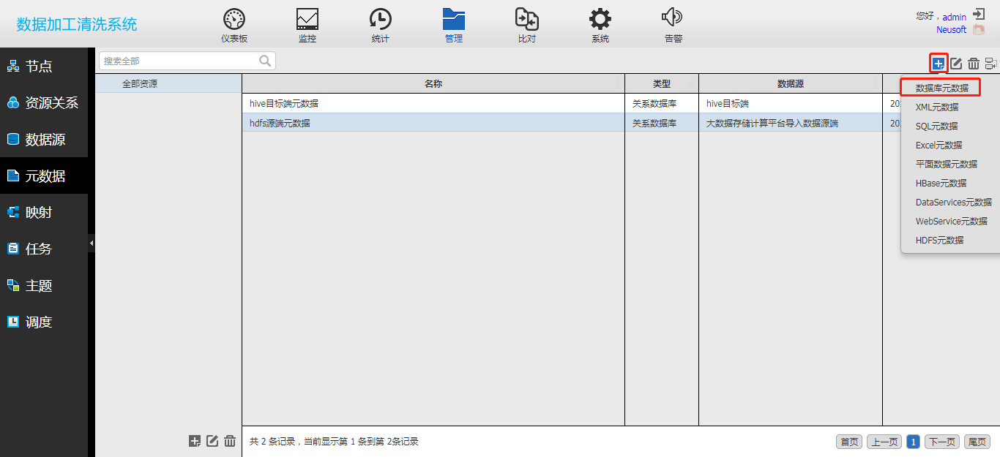 数据加工清洗系统
仪表板
监控
统计
管理
比对
系统
告警
您好，admin
Neusoft
节点
资源关系
数据源
元数据
映射
任务
主题
调度
搜索全部
全部资源
名称 类型 数据源
hive目标端元数据 关系数据库 hive目标端 20
hdfs源端元数据 关系数据库 大数据存储计算平台导入数据源端 20
数据库元数据
XML元数据
SQL元数据
Excel元数据
平面数据元数据
HBase元数据
DataServices元数据
WebService元数据
HDFS元数据
共 2 条记录，当前显示第 1 条到第 2条记录
首页 上一页 1 下一页 尾页